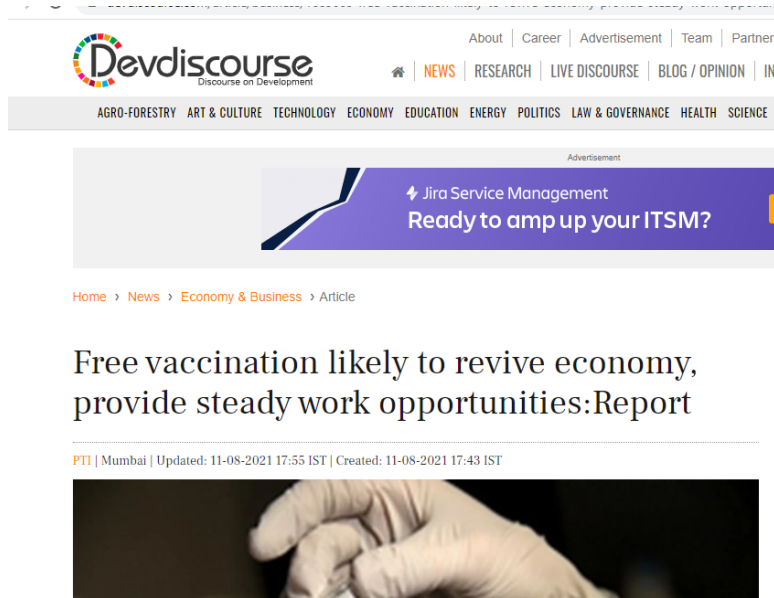 Devdiscourse
Discourse on Development
About | Career | Advertisement | Team | Partner
NEWS | RESEARCH | LIVE DISCOURSE | BLOG / OPINION | IN
AGRO-FORESTRY ART & CULTURE TECHNOLOGY ECONOMY EDUCATION ENERGY POLITICS LAW & GOVERNANCE HEALTH SCIENCE
Advertisement
Jira Service Management
Ready to amp up your ITSM?
Home > News > Economy & Business > Article
Free vaccination likely to revive economy,
provide steady work opportunities:Report
PTI | Mumbai | Updated: 11-08-2021 17:55 IST | Created: 11-08-2021 17:43 IST